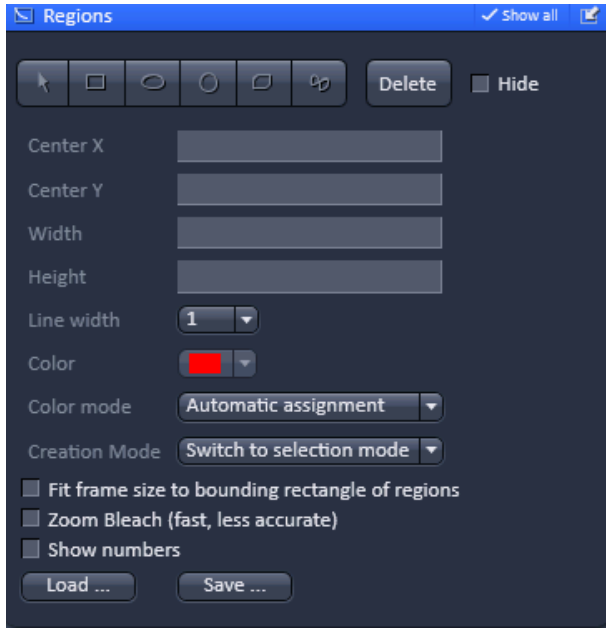 Regions
Show all
Delete
Hide
Center X
Center Y
Width
Height
Line width 1
Color
Color mode Automatic assignment
Creation Mode Switch to selection mode
Fit frame size to bounding rectangle of regions
Zoom Bleach (fast, less accurate)
Show numbers
Load ... Save ...